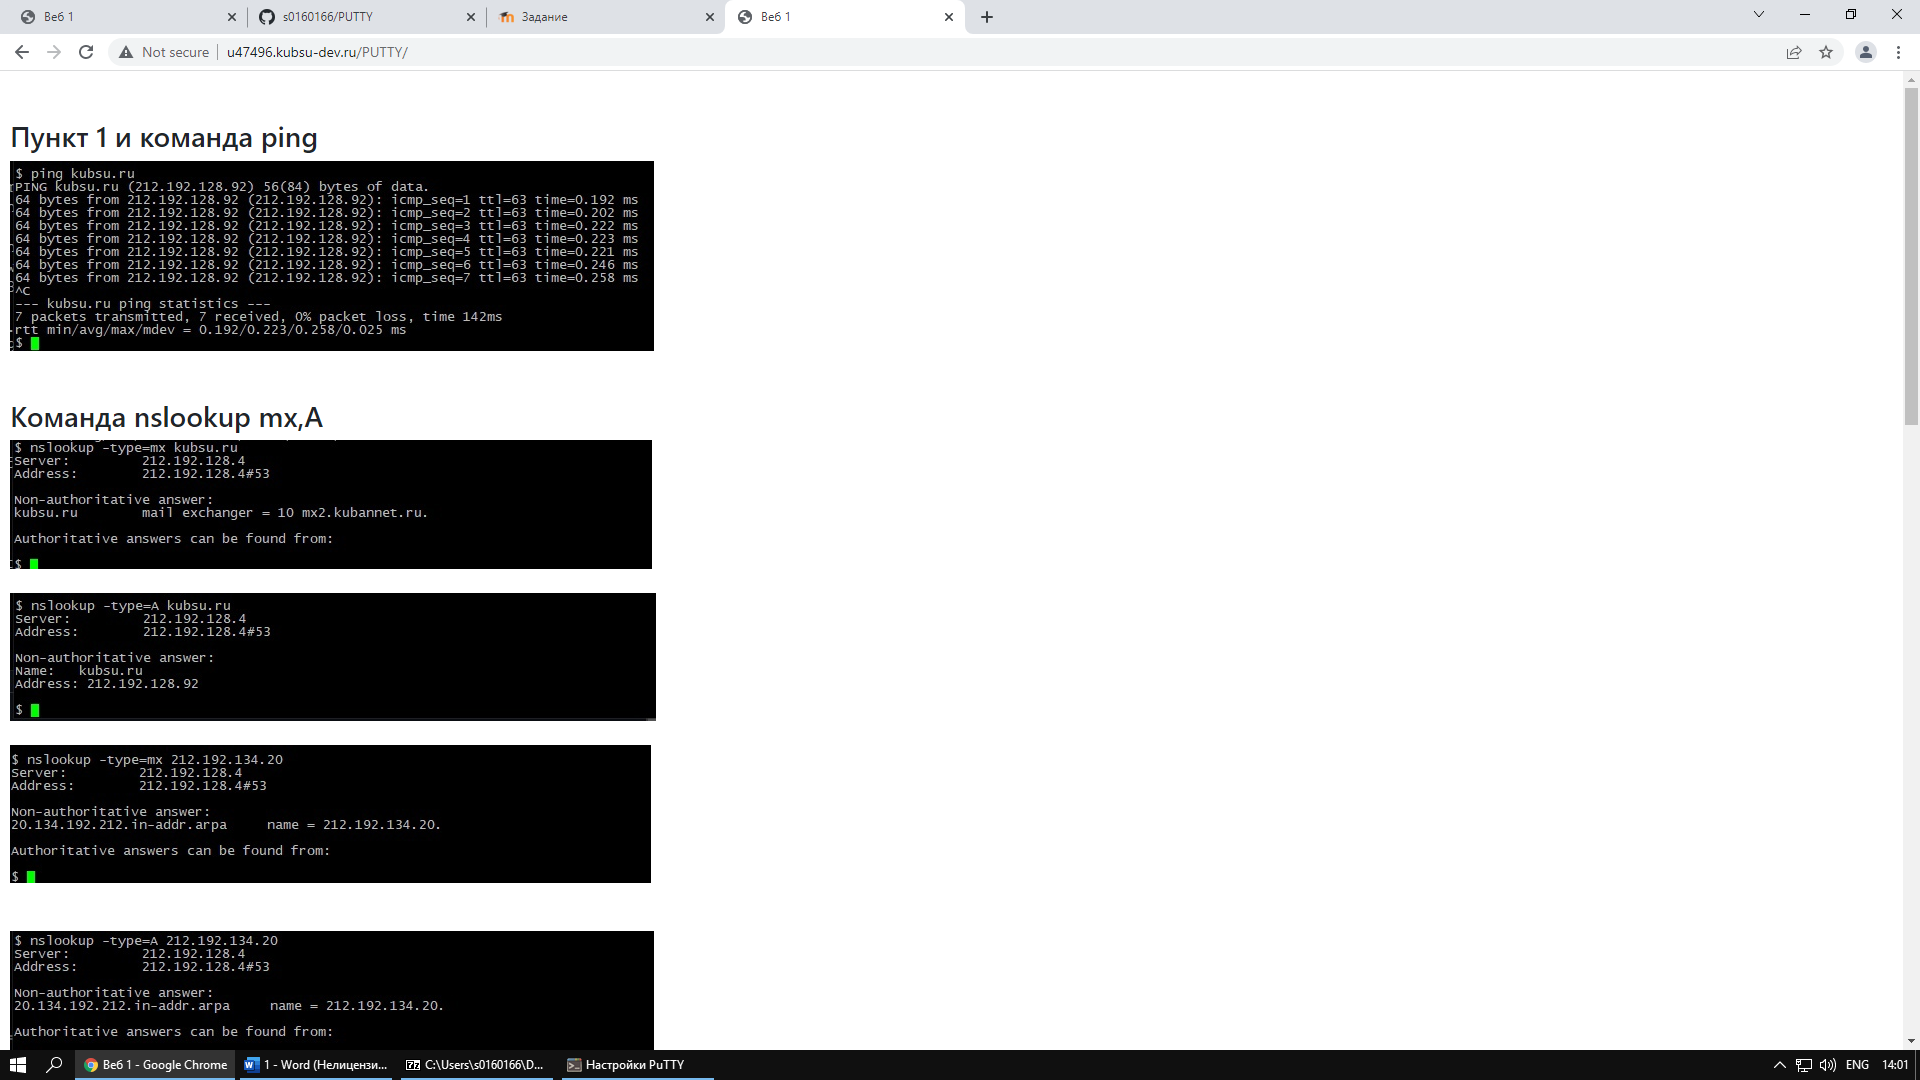 Веб 1
s0160166/PUTTY
Задание
Веб 1
Not secure
u47496.kubsu-dev.ru/PUTTY/
Пункт 1 и команда ping
$ ping kubsu.ru
PING kubsu.ru (212.192.128.92) 56(84) bytes of data.
64 bytes from 212.192.128.92 (212.192.128.92): icmp_seq=1 ttl=63 time=0.192 ms
64 bytes from 212.192.128.92 (212.192.128.92): icmp_seq=2 ttl=63 time=0.202 ms
64 bytes from 212.192.128.92 (212.192.128.92): icmp_seq=3 ttl=63 time=0.222 ms
64 bytes from 212.192.128.92 (212.192.128.92): icmp_seq=4 ttl=63 time=0.223 ms
64 bytes from 212.192.128.92 (212.192.128.92): icmp_seq=5 ttl=63 time=0.221 ms
64 bytes from 212.192.128.92 (212.192.128.92): icmp_seq=6 ttl=63 time=0.246 ms
64 bytes from 212.192.128.92 (212.192.128.92): icmp_seq=7 ttl=63 time=0.258 ms
^C
--- kubsu.ru ping statistics ---
7 packets transmitted, 7 received, 0% packet loss, time 142ms
rtt min/avg/max/mdev = 0.192/0.223/0.258/0.025 ms
$
Команда nslookup mx,A
$ nslookup -type=mx kubsu.ru
Server: 212.192.128.4
Address: 212.192.128.4#53
Non-authoritative answer:
kubsu.ru mail exchanger = 10 mx2.kubannet.ru.
Authoritative answers can be found from:
$
$ nslookup -type=A kubsu.ru
Server: 212.192.128.4
Address: 212.192.128.4#53
Non-authoritative answer:
Name: kubsu.ru
Address: 212.192.128.92
$
$ nslookup -type=mx 212.192.134.20
Server: 212.192.128.4
Address: 212.192.128.4#53
Non-authoritative answer:
20.134.192.212.in-addr.arpa name = 212.192.134.20.
Authoritative answers can be found from:
$
$ nslookup -type=A 212.192.134.20
Server: 212.192.128.4
Address: 212.192.128.4#53
Non-authoritative answer:
20.134.192.212.in-addr.arpa name = 212.192.134.20.
Authoritative answers can be found from:
Веб 1 - Google Chrome
1 - Word (Нелицензи...
C:\Users\s0160166\D...
Настройки PuTTY
ENG
14:01